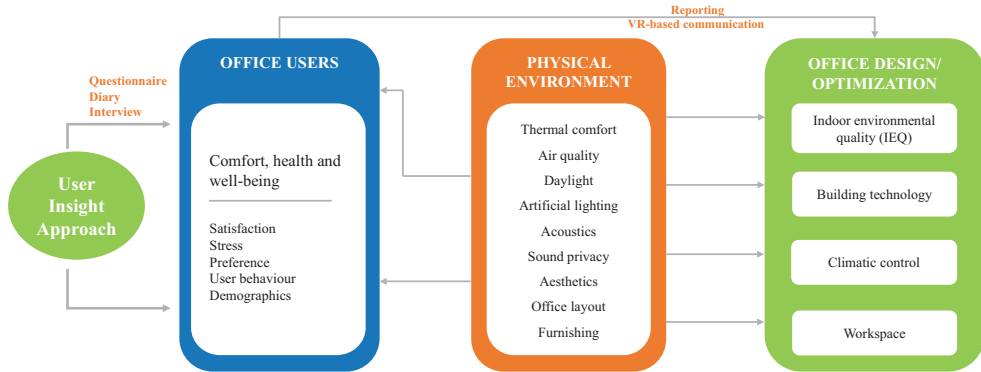 Reporting
VR-based communication
Questionnaire
Diary
Interview
User
Insight
Approach
OFFICE USERS
Comfort, health and
well-being
Satisfaction
Stress
Preference
User behaviour
Demographics
PHYSICAL
ENVIRONMENT
Thermal comfort
Air quality
Daylight
Artificial lighting
Acoustics
Sound privacy
Aesthetics
Office layout
Furnishing
OFFICE DESIGN/
OPTIMIZATION
Indoor environmental
quality (IEQ)
Building technology
Climatic control
Workspace